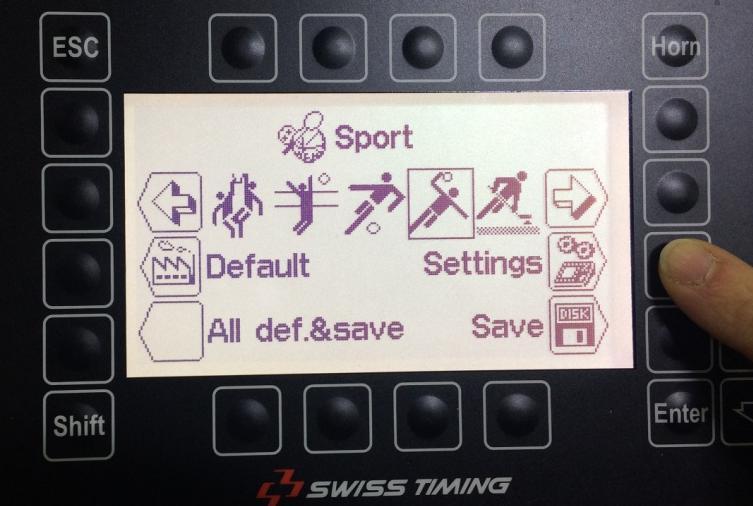 ESC
Horn
Sport
Default
Settings
All def.&save
Save
DISK
Shift
Enter
SWISS TIMING